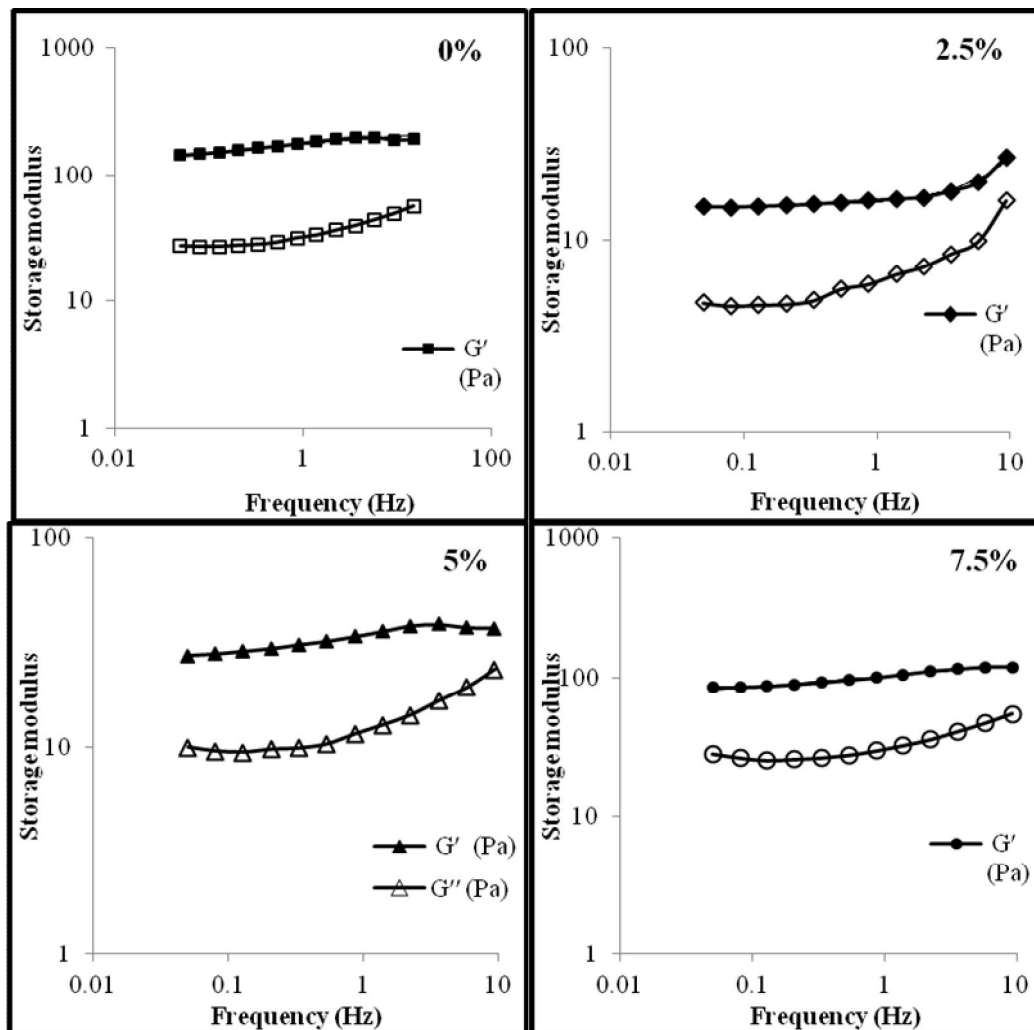 0%
1000
100
10
1
0.01
1
100
Storage modulus
Frequency (Hz)
G′
(Pa)
2.5%
100
10
1
0.01
0.1
1
10
Storage modulus
Frequency (Hz)
G′
(Pa)
5%
100
10
1
0.01
0.1
1
10
Storage modulus
Frequency (Hz)
G′ (Pa)
G′′ (Pa)
7.5%
1000
100
10
1
0.01
0.1
1
10
Storage modulus
Frequency (Hz)
G′
(Pa)